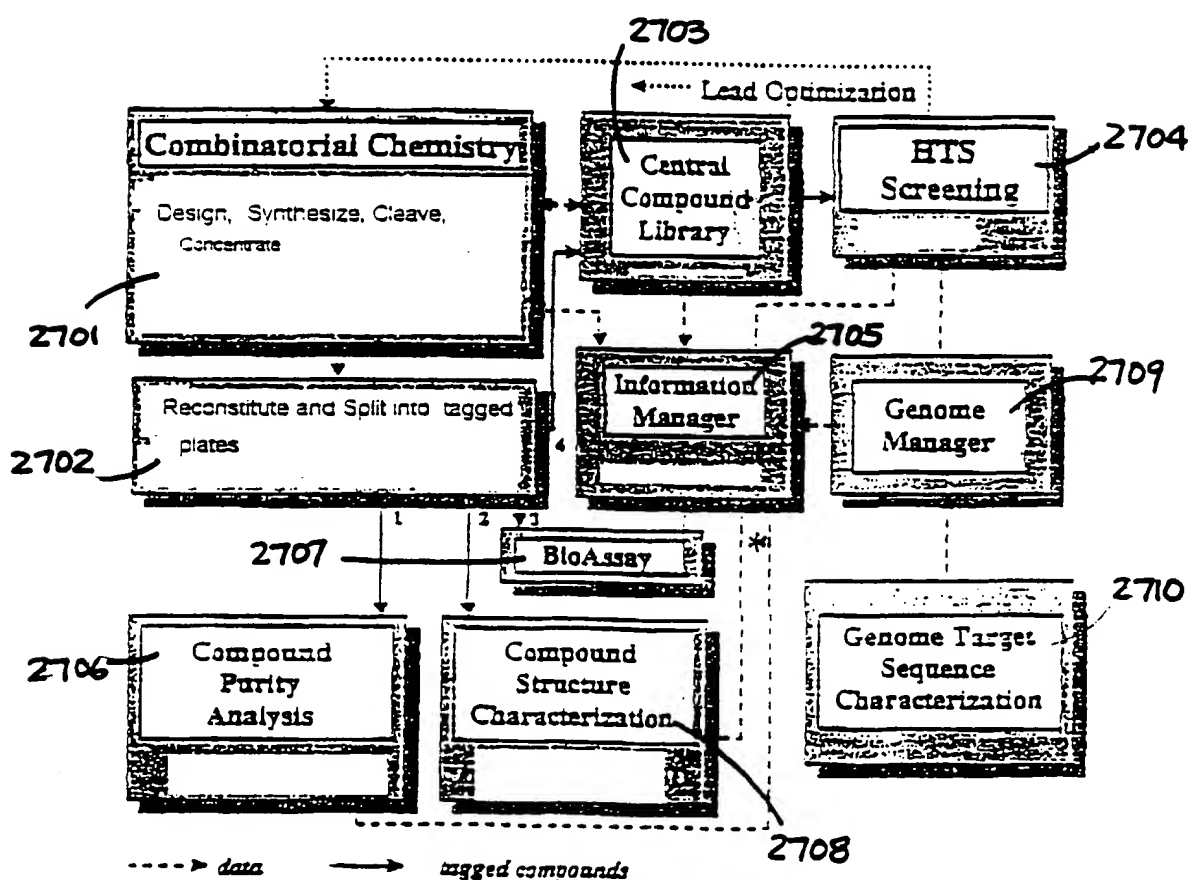 2703
Lead Optimization
Combinatorial Chemistry
Design, Synthesize, Cleave,
Concentrate
2701
Central
Compound
Library
HTS
Screening
2704
2705
Information
Manager
2709
Genome
Manager
Reconstitute and Split into tagged
plates
2702
4
1
2
3
2707
BioAssay
*
2710
2706
Compound
Purity
Analysis
Compound
Structure
Characterization
Genome Target
Sequence
Characterization
2708
data
tagged compounds